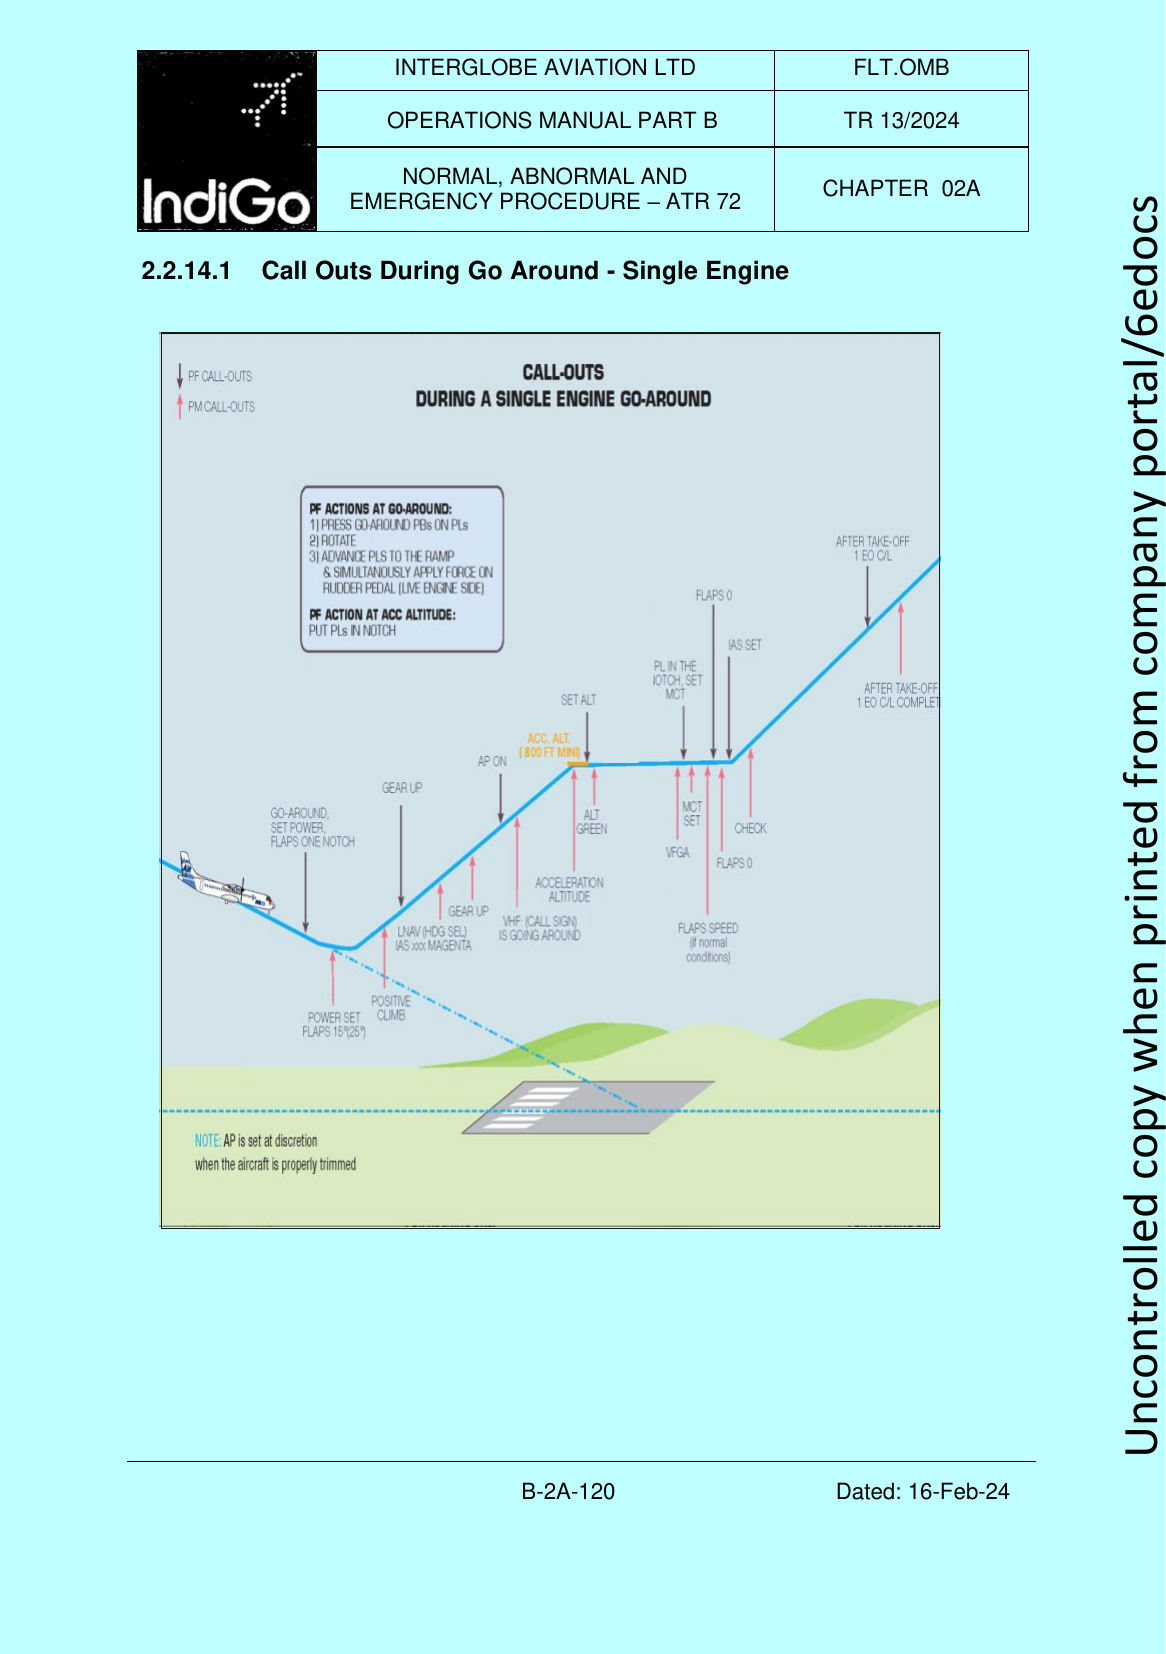 INTERGLOBE AVIATION LTD
FLT.OMB
OPERATIONS MANUAL PART B
TR 13/2024
IndiGo
NORMAL, ABNORMAL AND
EMERGENCY PROCEDURE – ATR 72
CHAPTER 02A
2.2.14.1 Call Outs During Go Around - Single Engine
PF CALL-OUTS
PM CALL-OUTS
CALL-OUTS
DURING A SINGLE ENGINE GO-AROUND
PF ACTIONS AT GO-AROUND:
1) PRESS GO-AROUND PBs ON PLs
2) ROTATE
3) ADVANCE PLS TO THE RAMP
& SIMULTANOUSLY APPLY FORCE ON
RUDDER PEDAL (LIVE ENGINE SIDE)
PF ACTION AT ACC ALTITUDE:
PUT PLs IN NOTCH
AFTER TAKE-OFF
1 EO C/L
FLAPS 0
IAS SET
PL IN THE
NOTCH, SET
MCT
AFTER TAKE-OFF
1 EO C/L COMPLET
SET ALT
ACC. ALT.
( 800 FT MINI)
AP ON
GEAR UP
GO-AROUND,
SET POWER,
FLAPS ONE NOTCH
ALT
GREEN
MCT
SET
CHECK
VFGA
FLAPS 0
ACCELERATION
ALTITUDE
GEAR UP
VHF: (CALL SIGN)
IS GOING AROUND
LNAV (HDG SEL)
IAS xxx MAGENTA
FLAPS SPEED
(if normal
conditions)
POSITIVE
CLIMB
POWER SET
FLAPS 15°(25°)
NOTE: AP is set at discretion
when the aircraft is properly trimmed
B-2A-120
Dated: 16-Feb-24
Uncontrolled copy when printed from company portal/6edocs